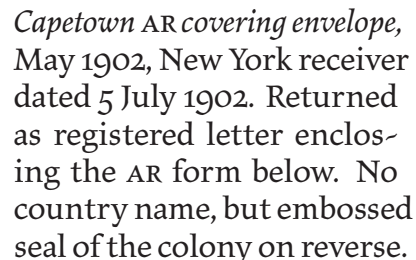 Capetown AR covering envelope,
May 1902, New York receiver
dated 5 July 1902. Returned
as registered letter enclos-
ing the AR form below. No
country name, but embossed
seal of the colony on reverse.